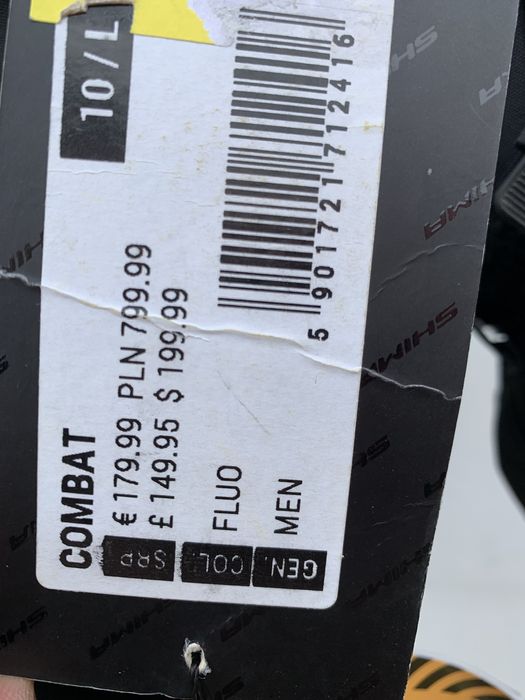 COMBAT 10/L
SRP € 179.99 PLN 799.99
£ 149.95 $ 199.99
COL. FLUO
GEN. MEN
5 901721 712416
SHIMA